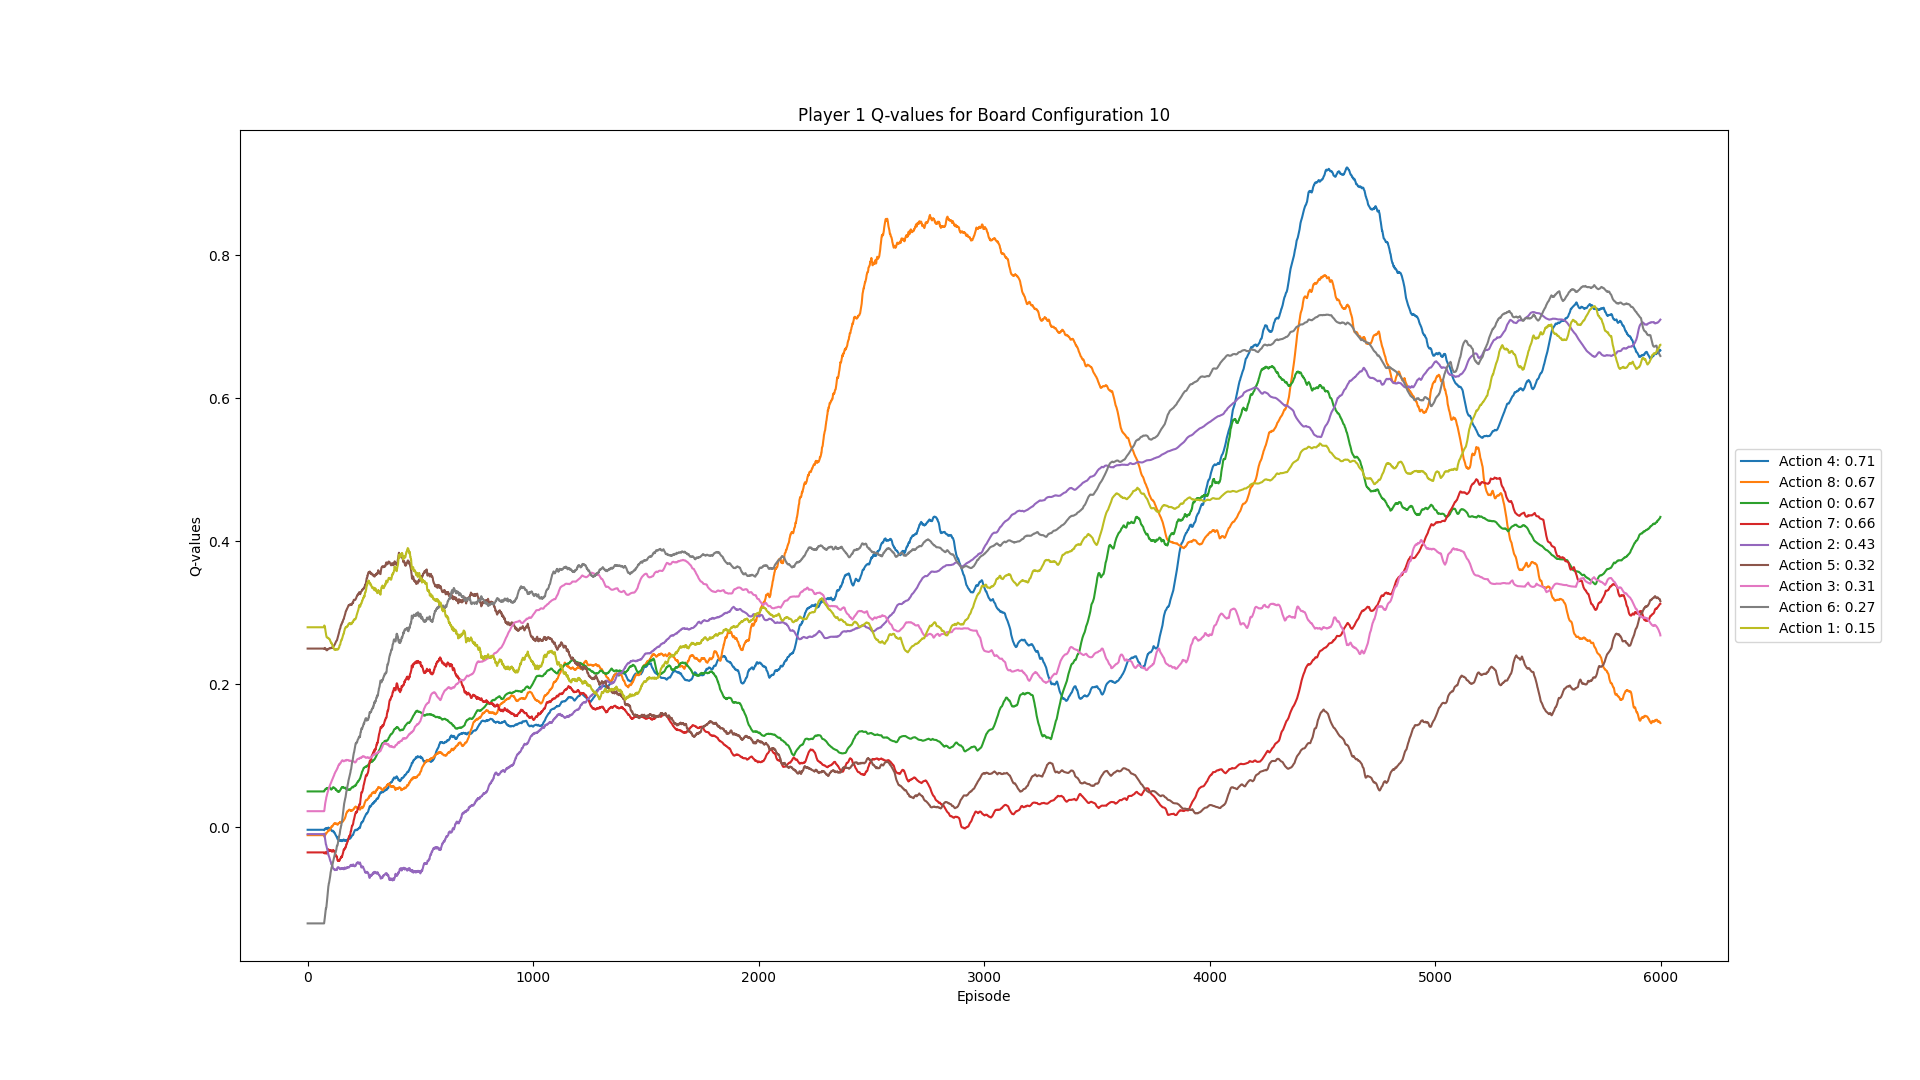 Player 1 Q-values for Board Configuration 10
Q-values
0.8
0.6
0.4
0.2
0.0
0
1000
2000
3000
4000
5000
6000
Episode
Action 4: 0.71
Action 8: 0.67
Action 0: 0.67
Action 7: 0.66
Action 2: 0.43
Action 5: 0.32
Action 3: 0.31
Action 6: 0.27
Action 1: 0.15